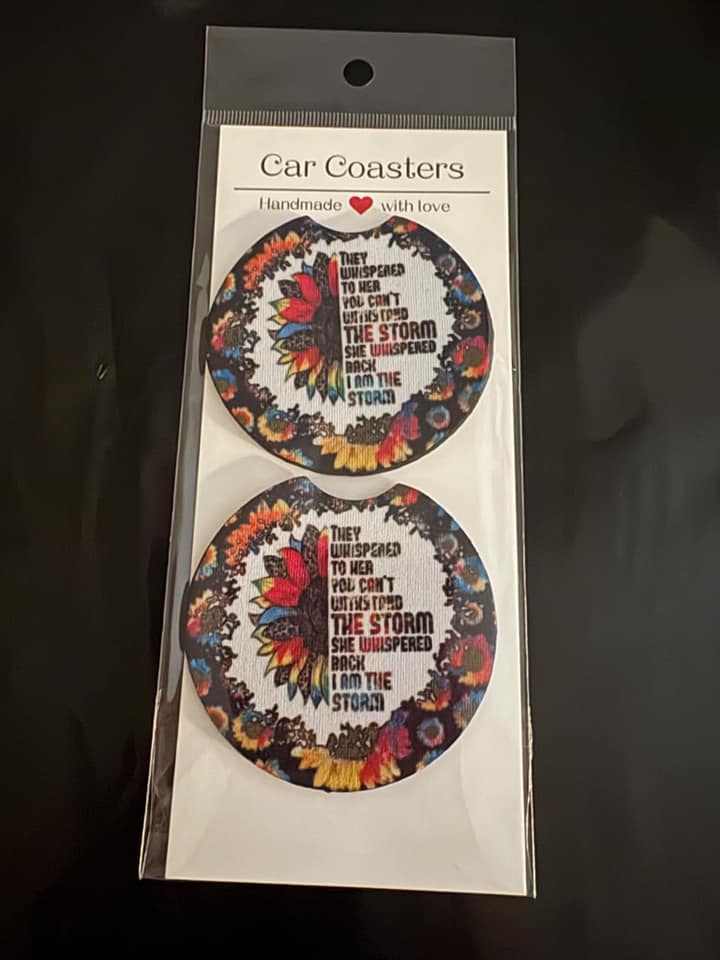 Car Coasters
Handmade ❤ with love
THEY
WHISPERED
TO HER
YOU CAN'T
WITHSTAND
THE STORM
SHE WHISPERED
BACK
I AM THE
STORM
THEY
WHISPERED
TO HER
YOU CAN'T
WITHSTAND
THE STORM
SHE WHISPERED
BACK
I AM THE
STORM